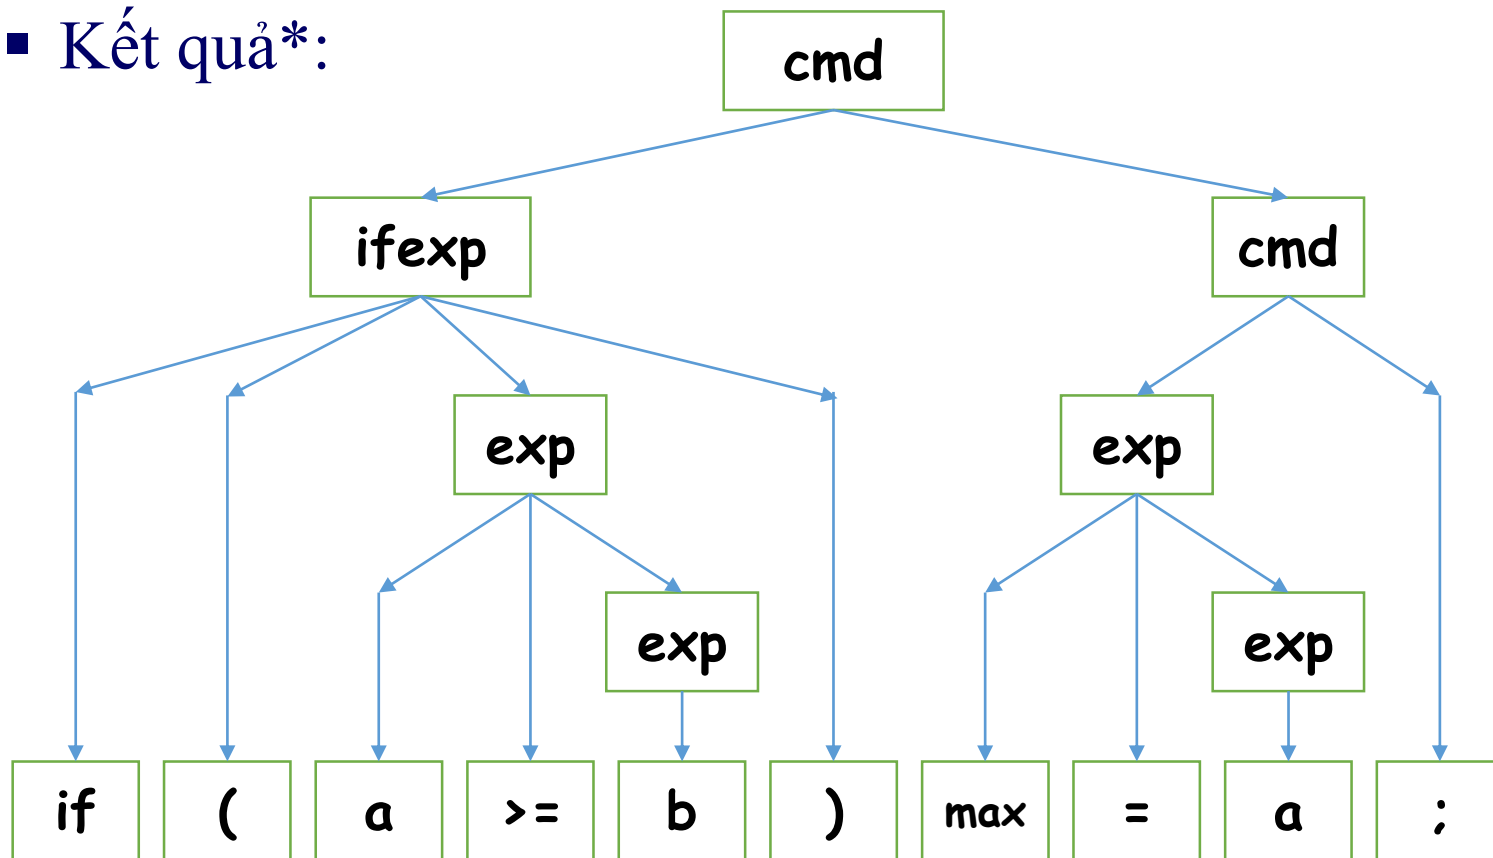 ▪ Kết quả*:
cmd
ifexp cmd
exp exp
exp exp
if ( a >= b ) max = a ;